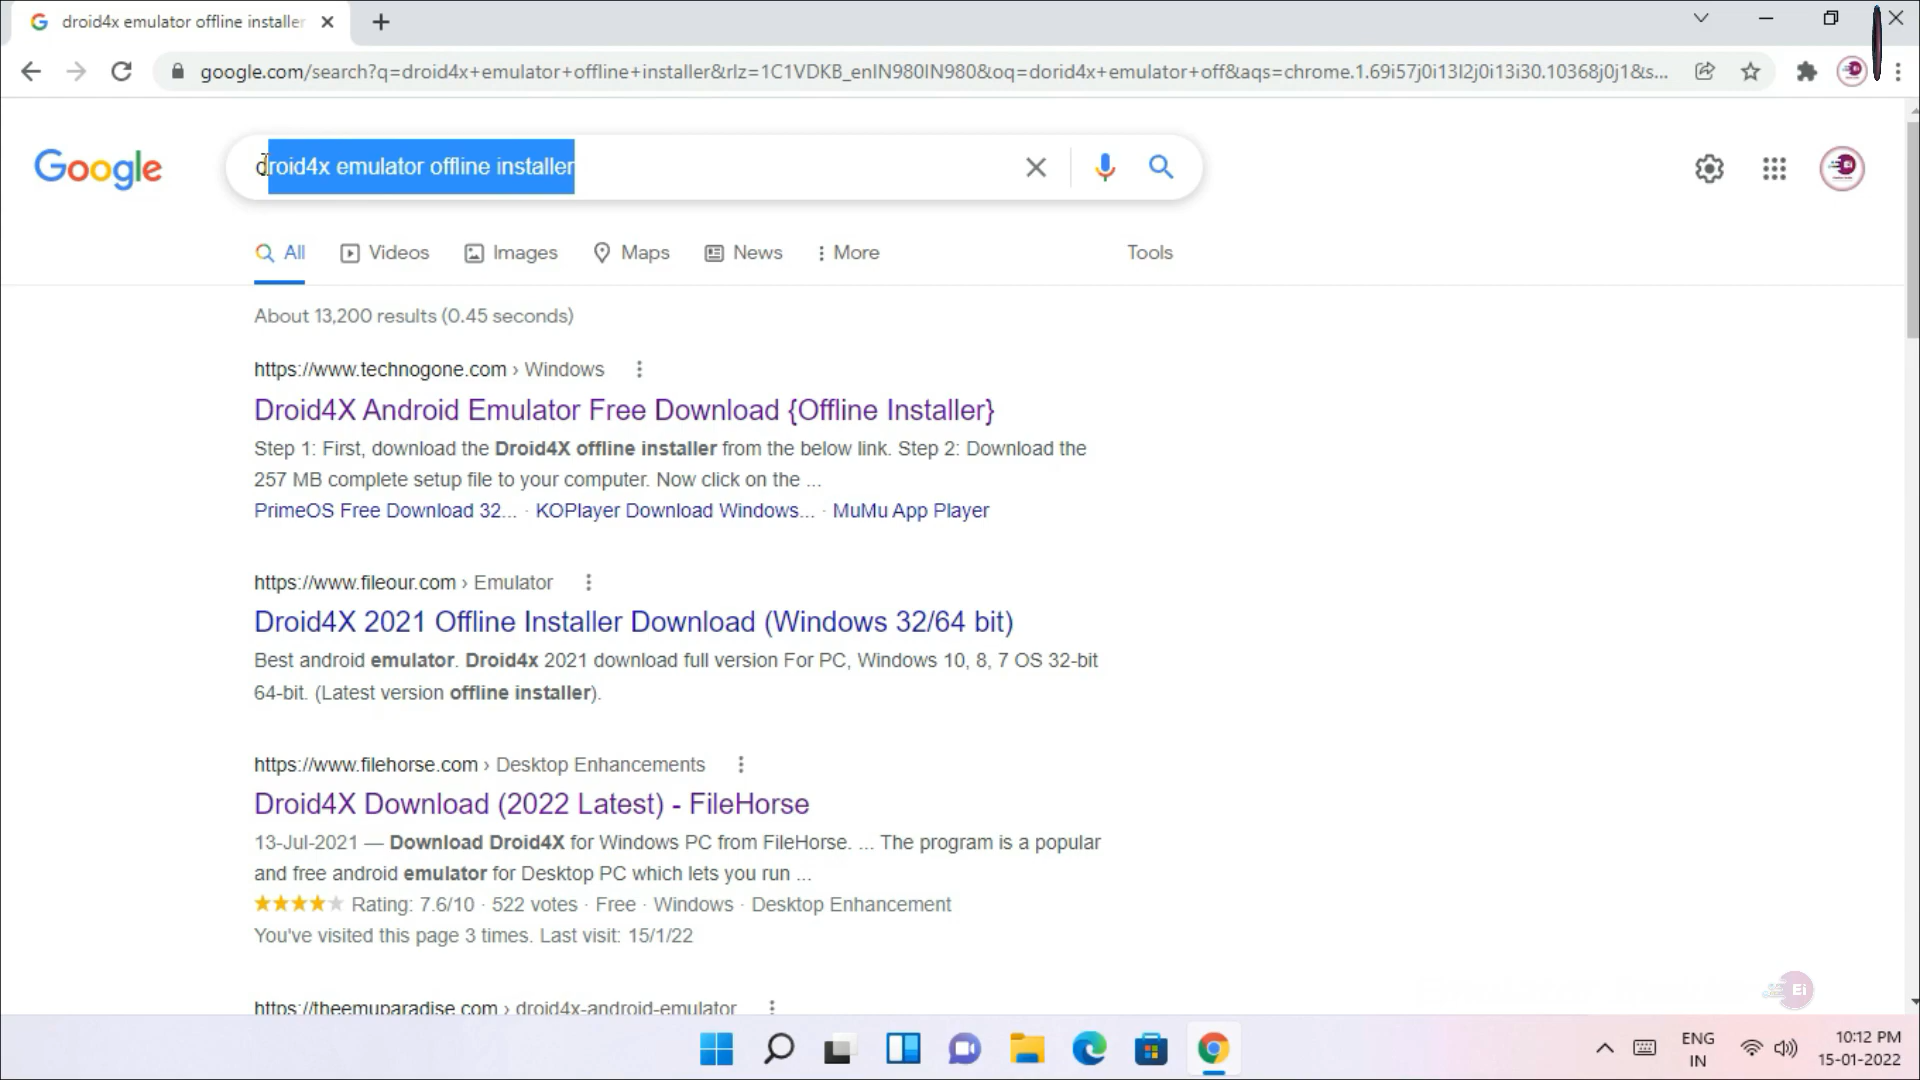 droid4x emulator offline installer
google.com/search?q=droid4x+emulator+offline+installer&rlz=1C1VDKB_enIN980IN980&oq=dorid4x+emulator+off&aqs=chrome.1.69i57j0i13l2j0i13i30.10368j0j1&s...
Google
droid4x emulator offline installer
All Videos Images Maps News More Tools
About 13,200 results (0.45 seconds)
https://www.technogone.com › Windows
Droid4X Android Emulator Free Download {Offline Installer}
Step 1: First, download the Droid4X offline installer from the below link. Step 2: Download the
257 MB complete setup file to your computer. Now click on the ...
PrimeOS Free Download 32... · KOPlayer Download Windows... · MuMu App Player
https://www.fileour.com › Emulator
Droid4X 2021 Offline Installer Download (Windows 32/64 bit)
Best android emulator. Droid4x 2021 download full version For PC, Windows 10, 8, 7 OS 32-bit
64-bit. (Latest version offline installer).
https://www.filehorse.com › Desktop Enhancements
Droid4X Download (2022 Latest) - FileHorse
13-Jul-2021 — Download Droid4X for Windows PC from FileHorse. ... The program is a popular
and free android emulator for Desktop PC which lets you run ...
Rating: 7.6/10 · 522 votes · Free · Windows · Desktop Enhancement
You've visited this page 3 times. Last visit: 15/1/22
Ei
https://theemuparadise.com › droid4x-android-emulator
ENG
IN
10:12 PM
15-01-2022